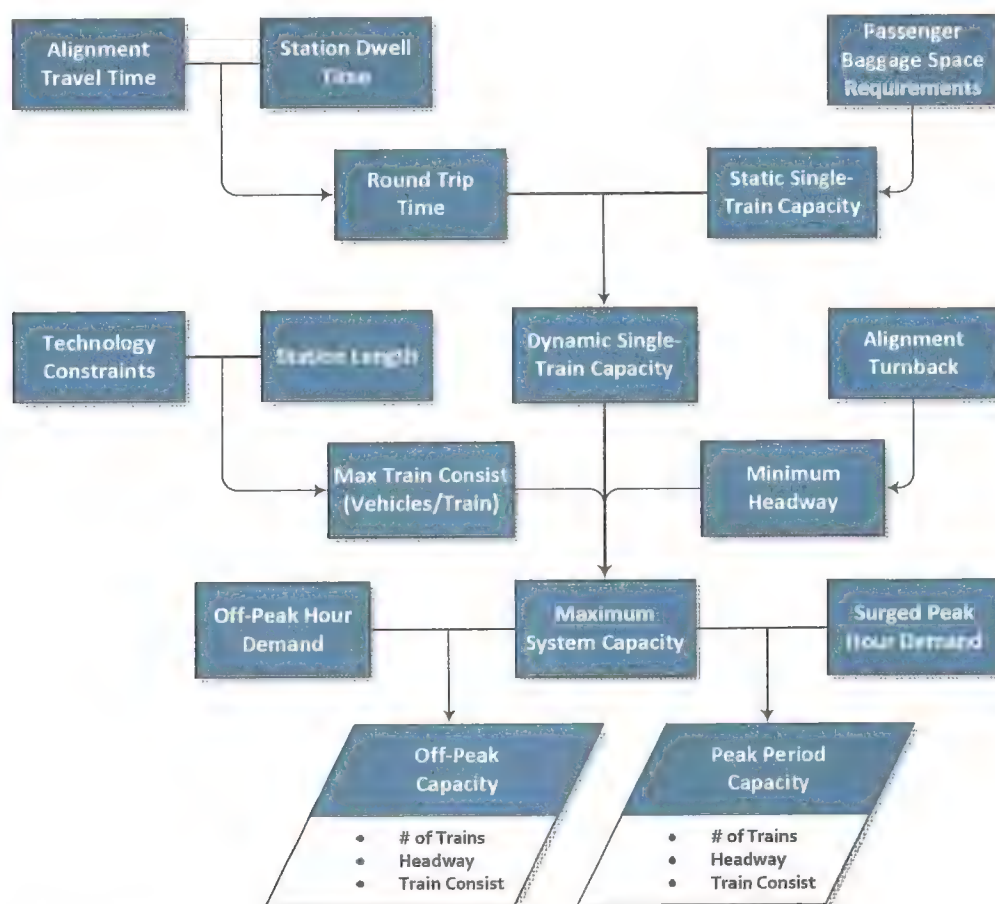 Alignment
Travel Time
Station Dwell
Time
Passenger
Baggage Space
Requirements
Round Trip
Time
Static Single-
Train Capacity
Technology
Constraints
Station Length
Dynamic Single-
Train Capacity
Alignment
Turnback
Max Train Consist
(Vehicles/Train)
Minimum
Headway
Off-Peak Hour
Demand
Maximum
System Capacity
Surged Peak
Hour Demand
Off-Peak
Capacity
• # of Trains
• Headway
• Train Consist
Peak Period
Capacity
• # of Trains
• Headway
• Train Consist